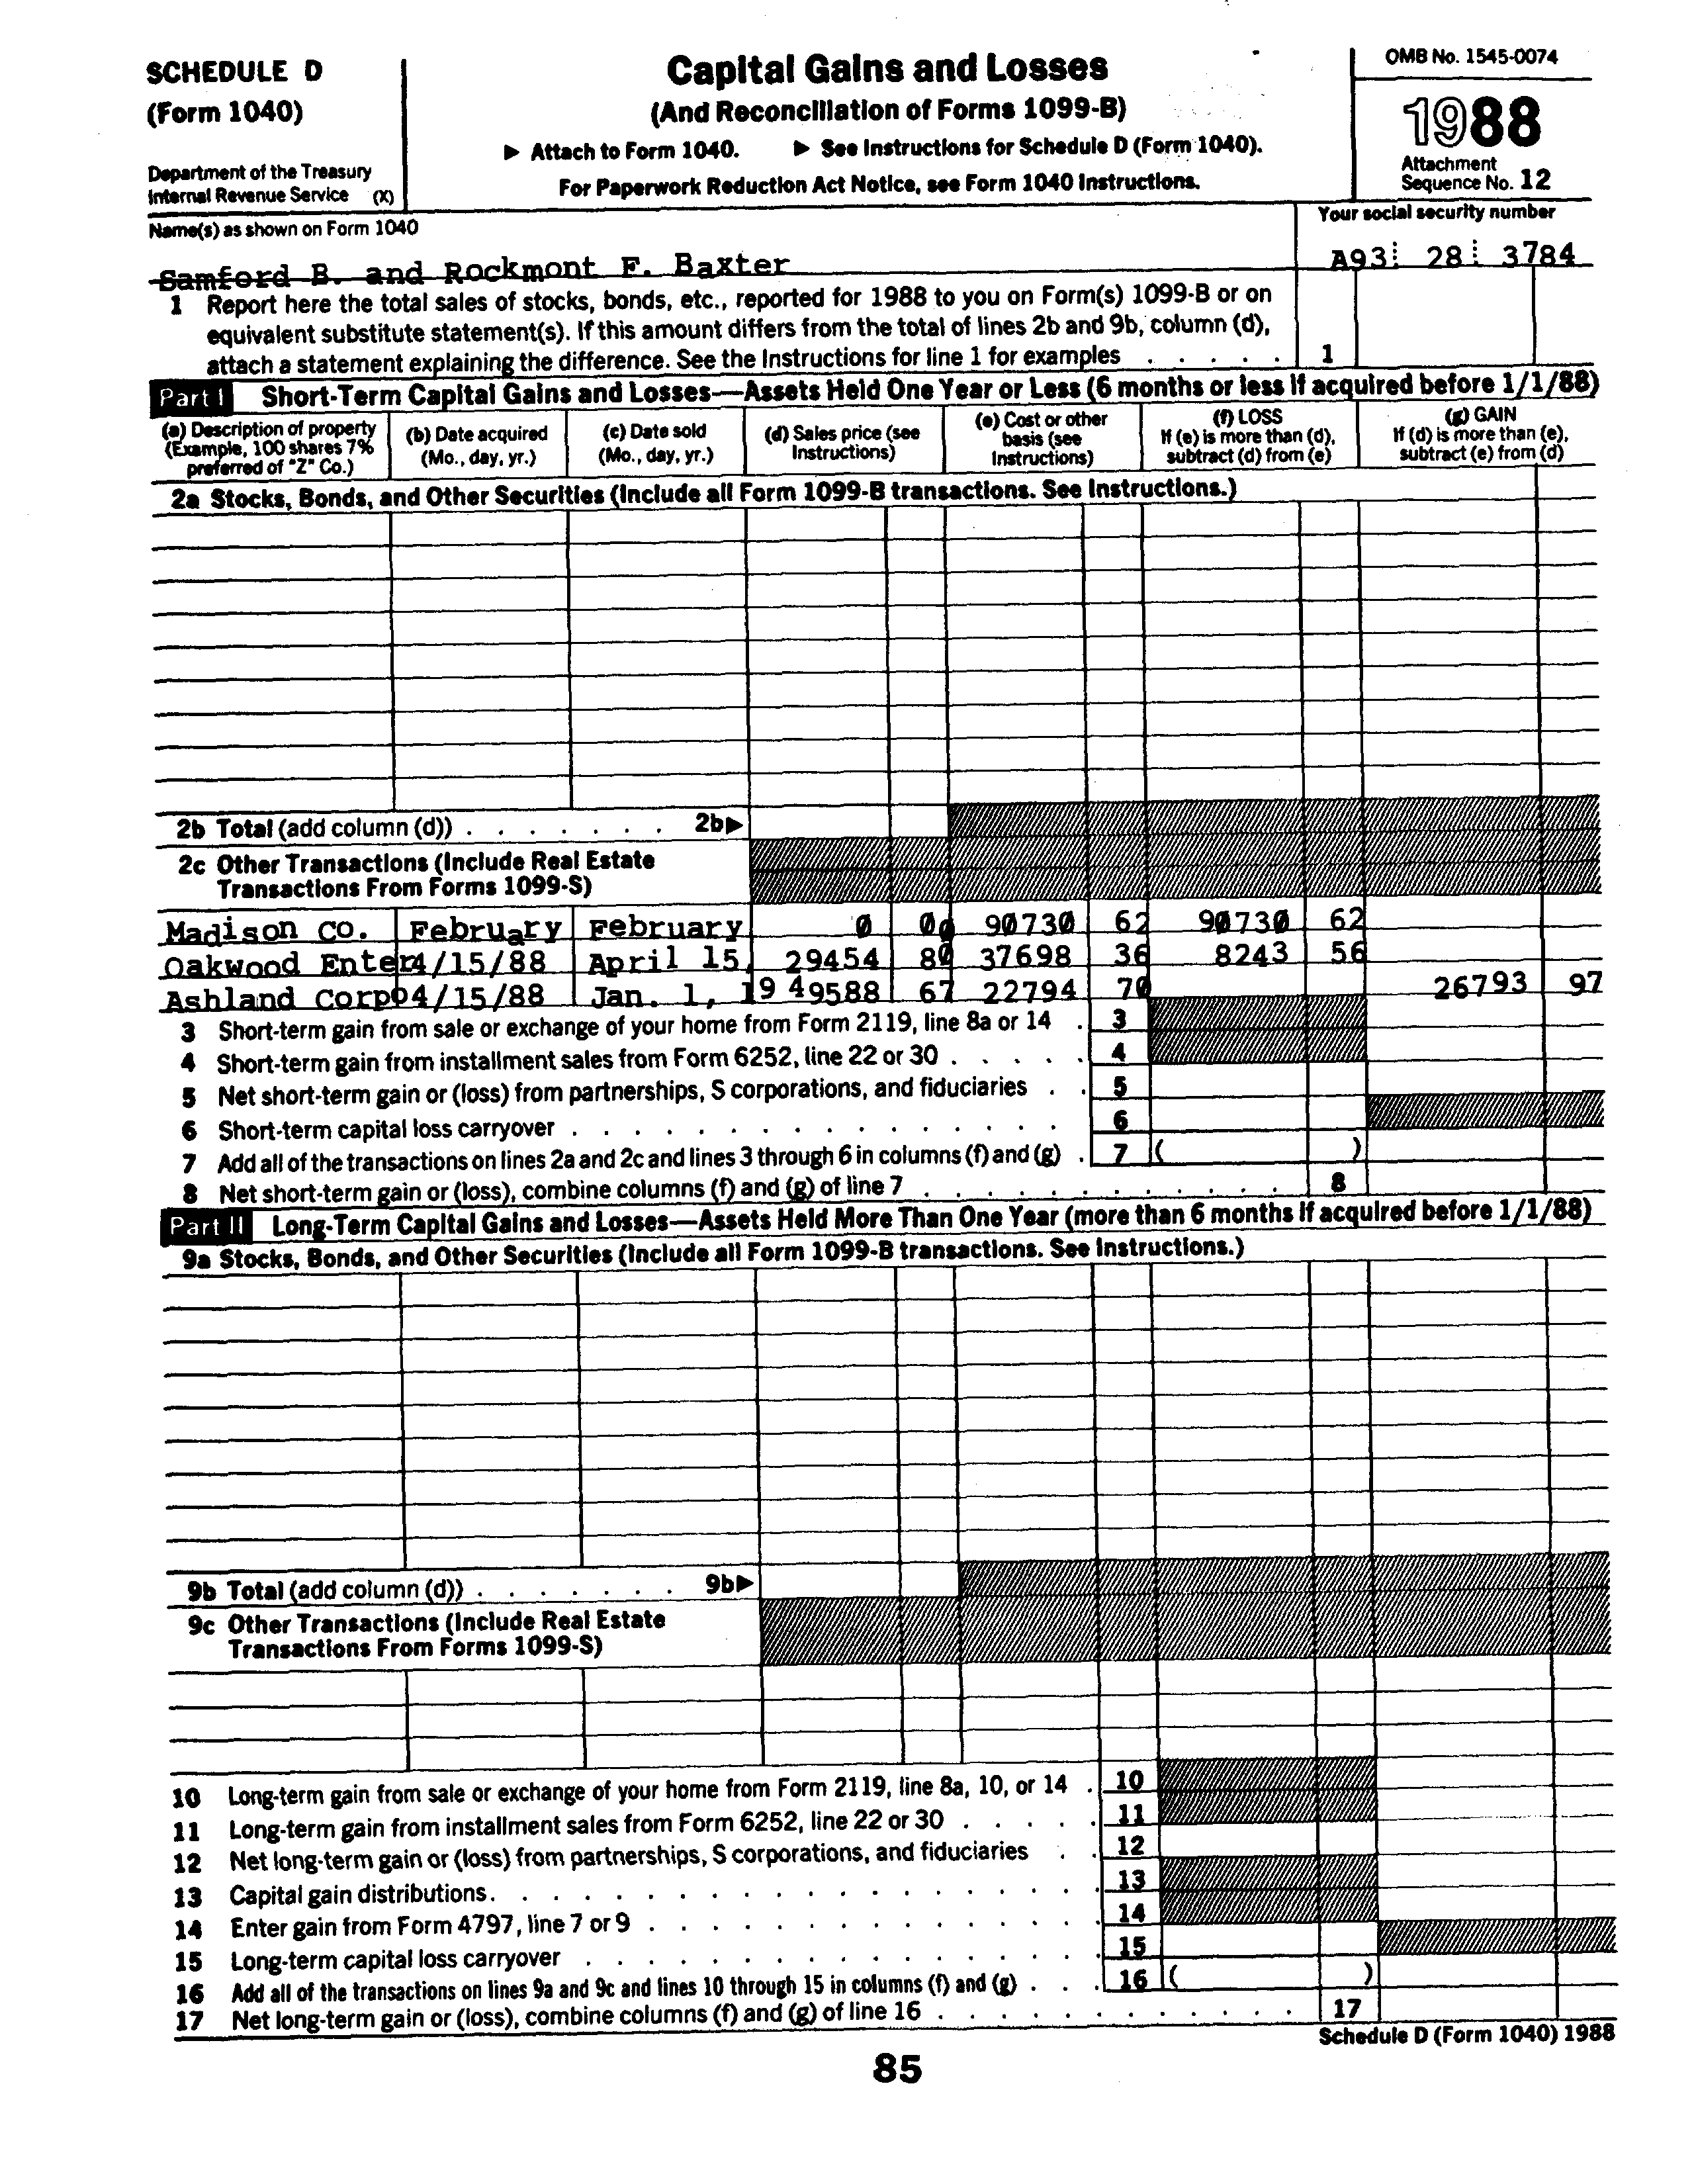 SCHEDULE D
(Form 1040)
Department of the Treasury
Internal Revenue Service (X)
Capital Gains and Losses
(And Reconciliation of Forms 1099-B)
▶ Attach to Form 1040. ▶ See Instructions for Schedule D (Form 1040).
For Paperwork Reduction Act Notice, see Form 1040 Instructions.
OMB No. 1545-0074
1988
Attachment
Sequence No. 12
Name(s) as shown on Form 1040
Your social security number
Samford B. and Rockmont F. Baxter
A93 28 3784
1 Report here the total sales of stocks, bonds, etc., reported for 1988 to you on Form(s) 1099-B or on
equivalent substitute statement(s). If this amount differs from the total of lines 2b and 9b, column (d),
attach a statement explaining the difference. See the Instructions for line 1 for examples . . . . . 1
Part I Short-Term Capital Gains and Losses—Assets Held One Year or Less (6 months or less if acquired before 1/1/88)
(a) Description of property
(Example, 100 shares 7%
preferred of "Z" Co.)
(b) Date acquired
(Mo., day, yr.)
(c) Date sold
(Mo., day, yr.)
(d) Sales price (see
Instructions)
(e) Cost or other
basis (see
Instructions)
(f) LOSS
If (e) is more than (d),
subtract (d) from (e)
(g) GAIN
If (d) is more than (e),
subtract (e) from (d)
2a Stocks, Bonds, and Other Securities (Include all Form 1099-B transactions. See Instructions.)
2b Total (add column (d)) . . . . . . . 2b▶
2c Other Transactions (Include Real Estate
Transactions From Forms 1099-S)
Madison Co. February February 0 00 90730 62 90730 62
Oakwood Enter4/15/88 April 15, 29454 80 37698 36 8243 56
Ashland Corp04/15/88 Jan. 1, 19 49588 67 22794 70 26793 97
3 Short-term gain from sale or exchange of your home from Form 2119, line 8a or 14 . 3
4 Short-term gain from installment sales from Form 6252, line 22 or 30 . . . . . 4
5 Net short-term gain or (loss) from partnerships, S corporations, and fiduciaries . . 5
6 Short-term capital loss carryover . . . . . . . . . . . . . . . . 6
7 Add all of the transactions on lines 2a and 2c and lines 3 through 6 in columns (f) and (g) . 7 ( )
8 Net short-term gain or (loss), combine columns (f) and (g) of line 7 . . . . . . . . . . . . 8
Part II Long-Term Capital Gains and Losses—Assets Held More Than One Year (more than 6 months if acquired before 1/1/88)
9a Stocks, Bonds, and Other Securities (Include all Form 1099-B transactions. See Instructions.)
9b Total (add column (d)) . . . . . . . 9b▶
9c Other Transactions (Include Real Estate
Transactions From Forms 1099-S)
10 Long-term gain from sale or exchange of your home from Form 2119, line 8a, 10, or 14 . 10
11 Long-term gain from installment sales from Form 6252, line 22 or 30 . . . . . 11
12 Net long-term gain or (loss) from partnerships, S corporations, and fiduciaries . . 12
13 Capital gain distributions . . . . . . . . . . . . . . . . . . 13
14 Enter gain from Form 4797, line 7 or 9 . . . . . . . . . . . . . . 14
15 Long-term capital loss carryover . . . . . . . . . . . . . . . . 15
16 Add all of the transactions on lines 9a and 9c and lines 10 through 15 in columns (f) and (g) . . . 16 ( )
17 Net long-term gain or (loss), combine columns (f) and (g) of line 16 . . . . . . . . . . . . 17
Schedule D (Form 1040) 1988
85